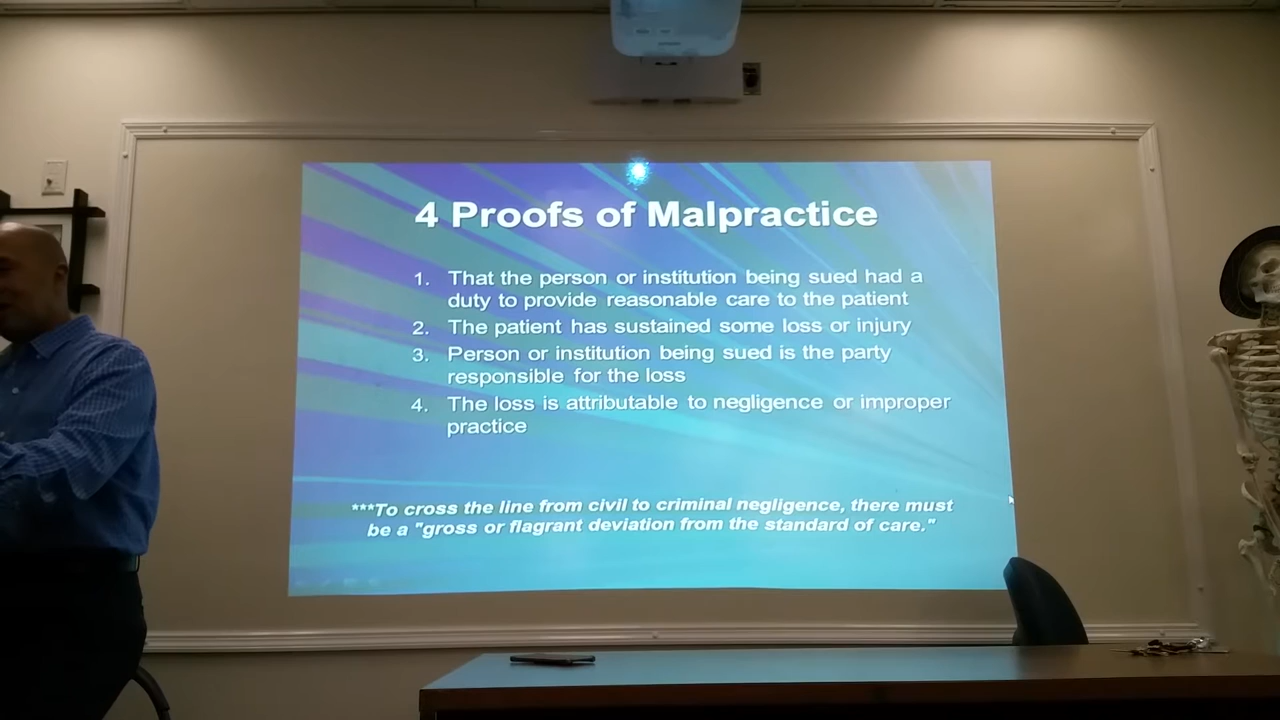 4 Proofs of Malpractice
1. That the person or institution being sued had a
duty to provide reasonable care to the patient
2. The patient has sustained some loss or injury
3. Person or institution being sued is the party
responsible for the loss
4. The loss is attributable to negligence or improper
practice
***To cross the line from civil to criminal negligence, there must
be a "gross or flagrant deviation from the standard of care."